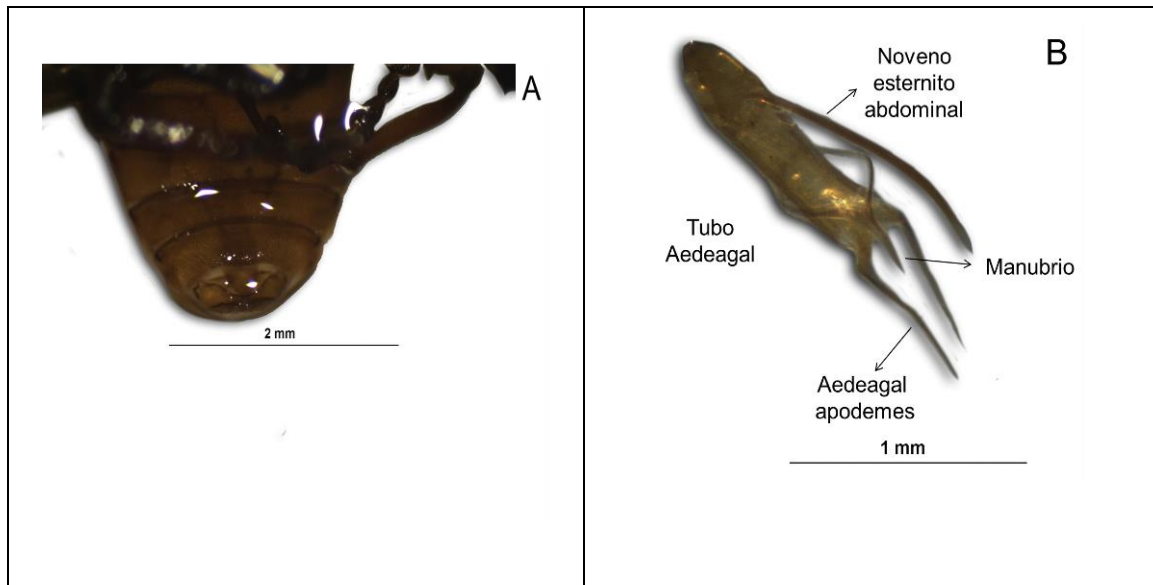 A
2 mm
B
Noveno
esternito
abdominal
Tubo
Aedeagal
Manubrio
Aedeagal
apodemes
1 mm